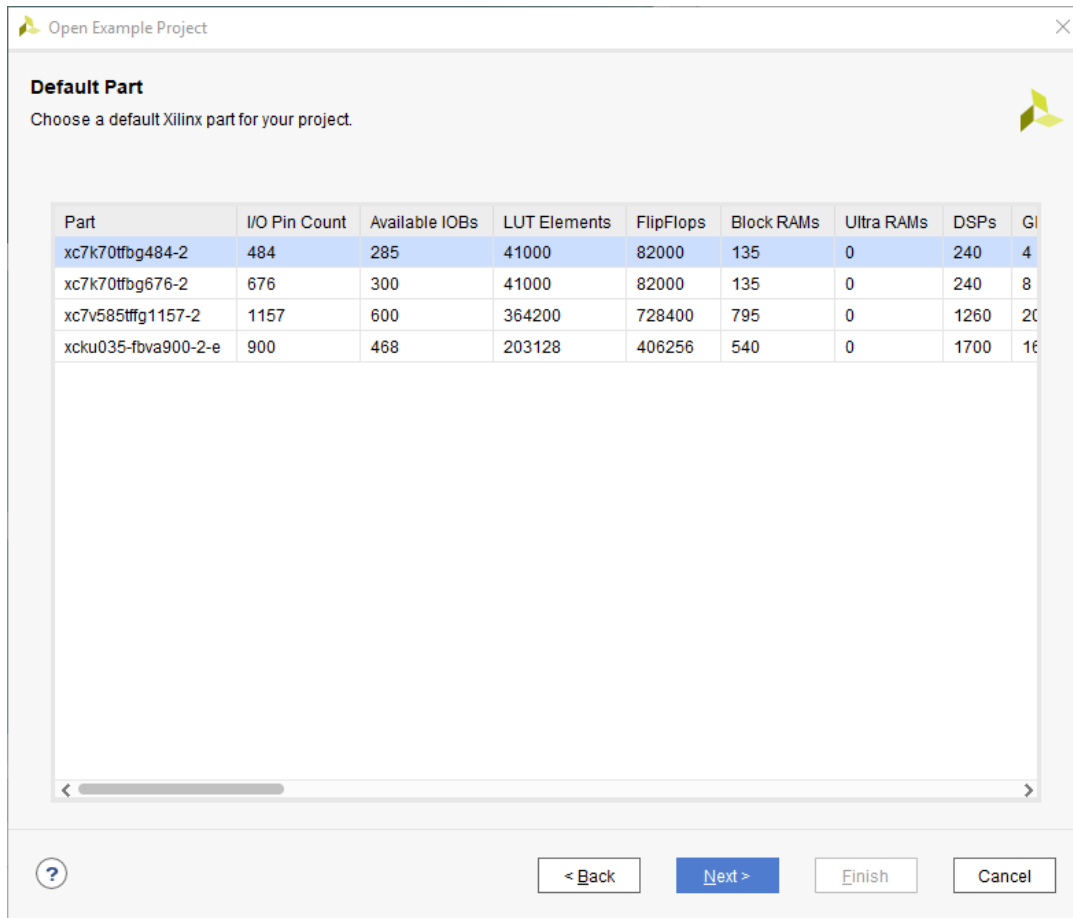 Open Example Project
Default Part
Choose a default Xilinx part for your project.
Part I/O Pin Count Available IOBs LUT Elements FlipFlops Block RAMs Ultra RAMs DSPs
xc7k70tfbg484-2 484 285 41000 82000 135 0 240 4
xc7k70tfbg676-2 676 300 41000 82000 135 0 240 8
xc7v585tffg1157-2 1157 600 364200 728400 795 0 1260 20
xcku035-fbva900-2-e 900 468 203128 406256 540 0 1700 16
? < Back Next > Finish Cancel